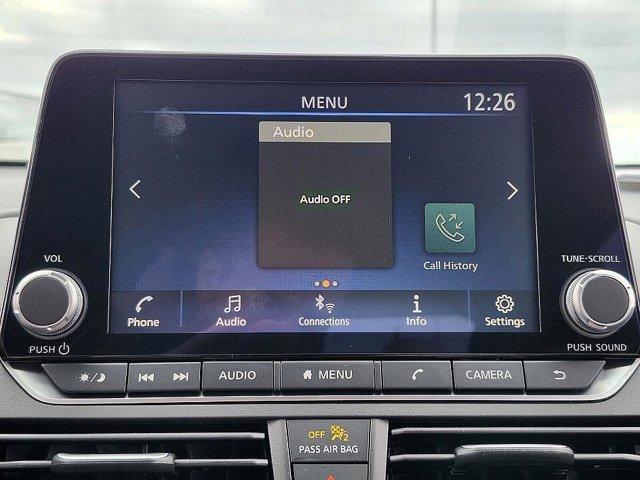 MENU
12:26
Audio
Audio OFF
Call History
VOL
TUNE·SCROLL
Phone
Audio
Connections
Info
Settings
PUSH
PUSH SOUND
AUDIO
MENU
CAMERA
OFF 2
PASS AIR BAG